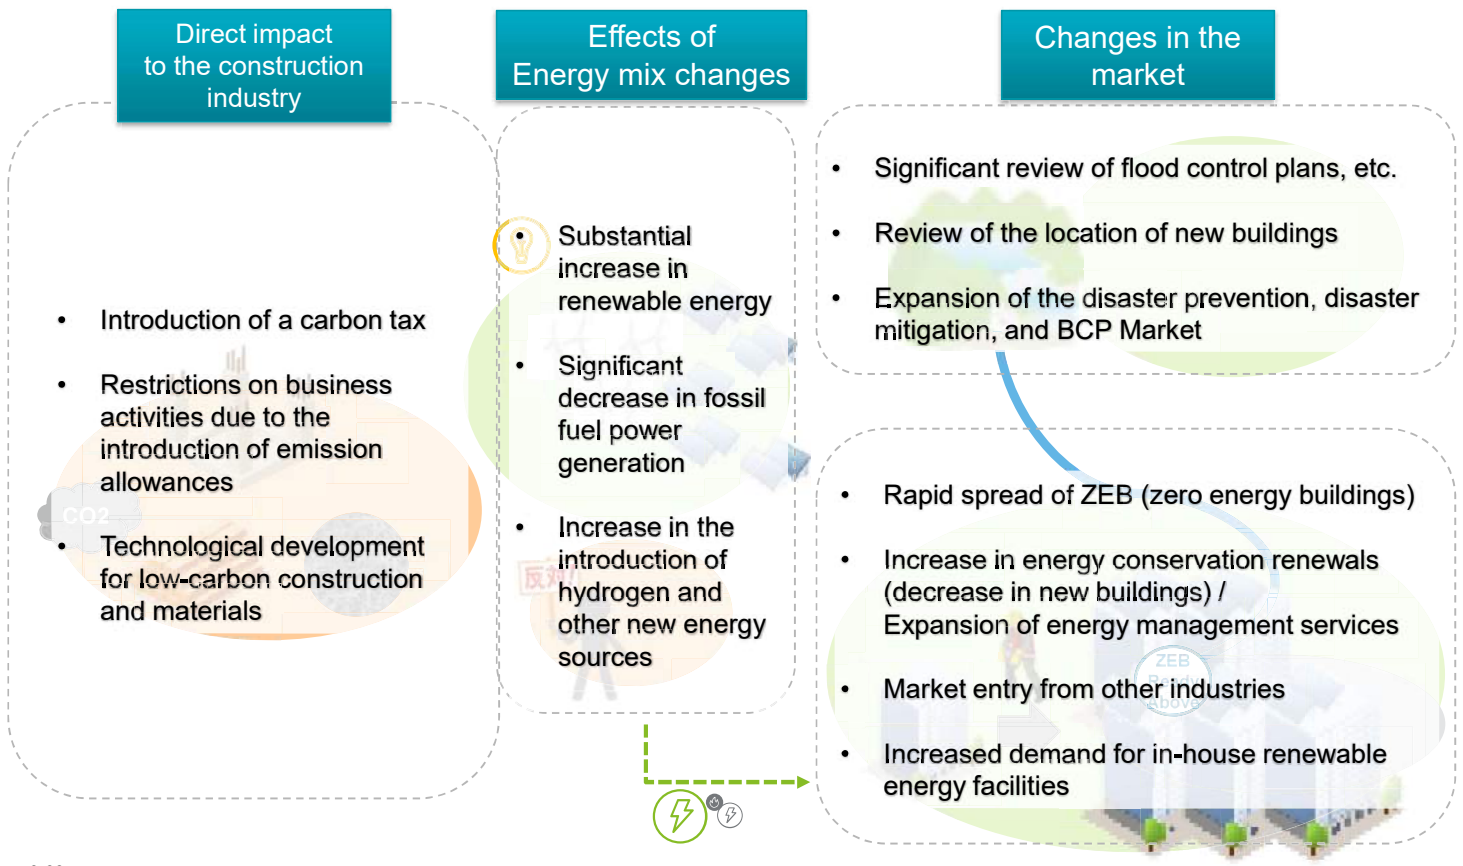 Direct impact
to the construction
industry
• Introduction of a carbon tax
• Restrictions on business
activities due to the
introduction of emission
allowances
• Technological development
for low-carbon construction
and materials
CO2
Effects of
Energy mix changes
• Substantial
increase in
renewable energy
• Significant
decrease in fossil
fuel power
generation
• Increase in the
introduction of
hydrogen and
other new energy
sources
反対!
Changes in the
market
• Significant review of flood control plans, etc.
• Review of the location of new buildings
• Expansion of the disaster prevention, disaster
mitigation, and BCP Market
• Rapid spread of ZEB (zero energy buildings)
• Increase in energy conservation renewals
(decrease in new buildings) /
Expansion of energy management services
• Market entry from other industries
• Increased demand for in-house renewable
energy facilities
ZEB
Ready
Above